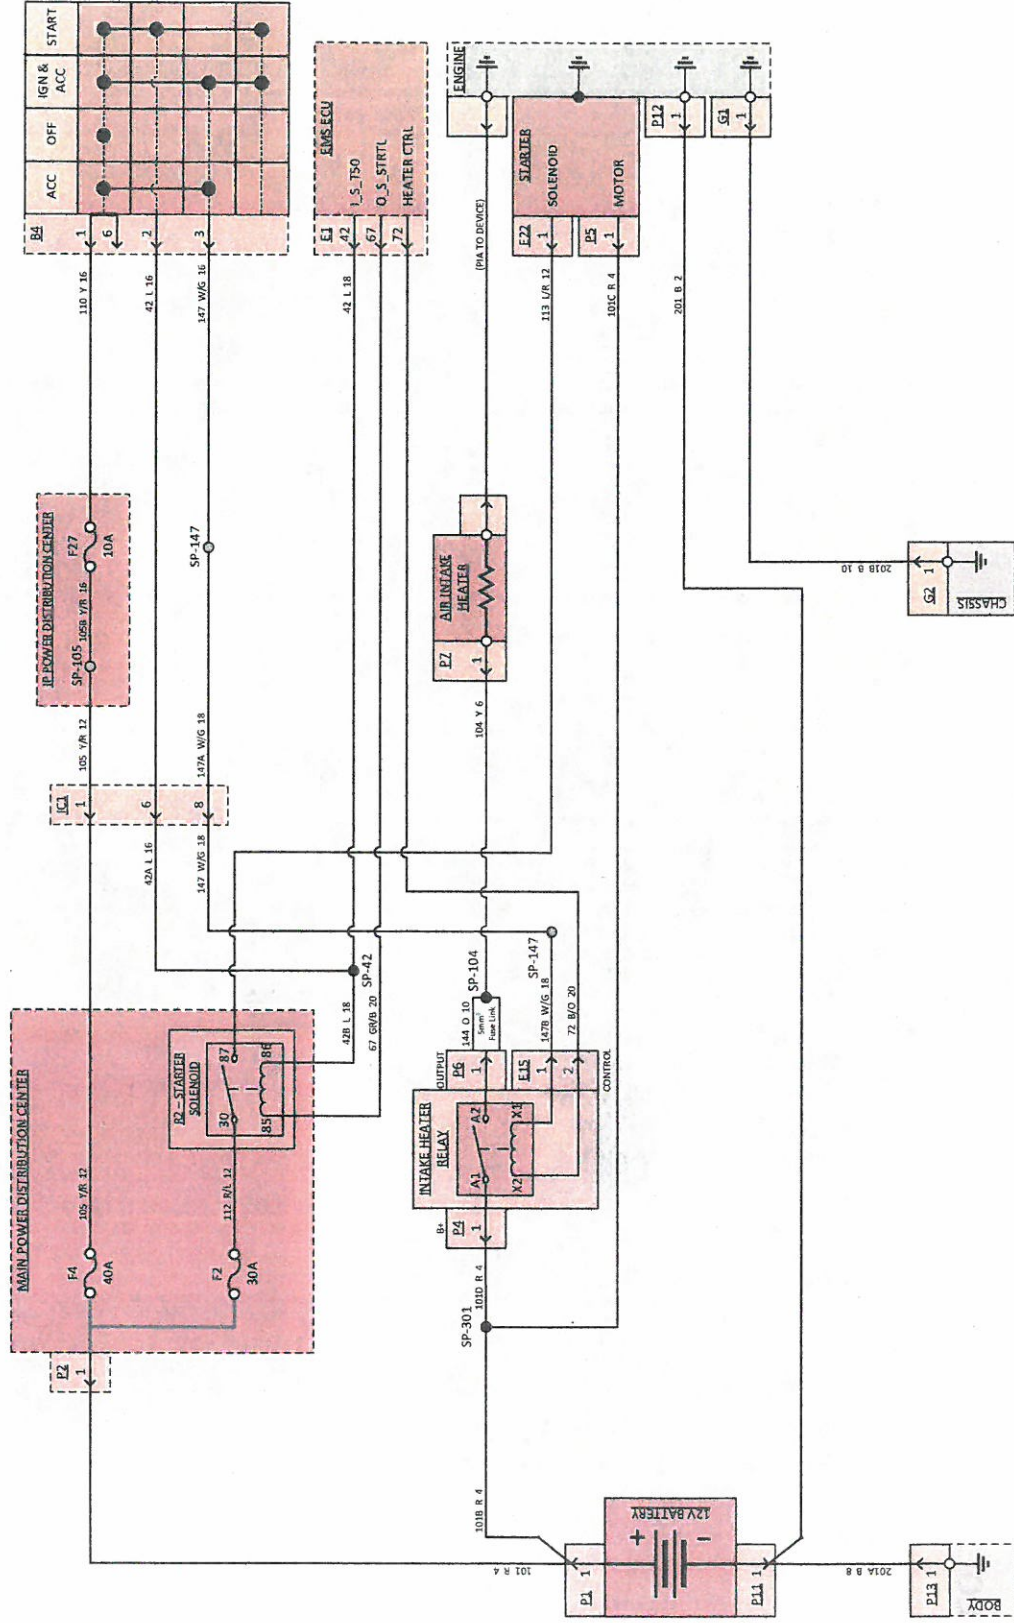 B4
ACC
OFF
IGN &
ACC
START
1
6
2
3
110 Y 16
42 L 16
147 W/G 16
IP POWER DISTRIBUTION CENTER
F27
10A
SP-105
105B Y/R 16
SP-147
105 Y/R 12
147A W/G 18
IC1
1
6
8
42A L 16
147 W/G 18
E1
EMS ECU
42
I_S_T50
67
O_S_STRTL
72
HEATER CTRL
42 L 18
ENGINE
(PIA TO DEVICE)
STARTER
E22
1
SOLENOID
P5
1
MOTOR
113 L/R 12
101C R 4
P12
1
201 B 2
G1
1
201B B 10
G2
1
CHASSIS
AIR INTAKE
HEATER
P7
1
104 Y 6
MAIN POWER DISTRIBUTION CENTER
F4
40A
105 Y/R 12
F2
30A
112 R/L 12
R2 – STARTER
SOLENOID
30
87
85
86
SP-42
42B L 18
67 GR/B 20
P2
1
SP-104
144 O 10
5mm²
Fuse Link
SP-147
147B W/G 18
72 B/O 20
OUTPUT
P6
1
E15
1
2
CONTROL
INTAKE HEATER
RELAY
A1
A2
X2
X1
B+
P4
1
101D R 4
SP-301
101B R 4
101 R 4
P1
1
12V BATTERY
+
-
P11
1
201A B 8
P13
1
BODY